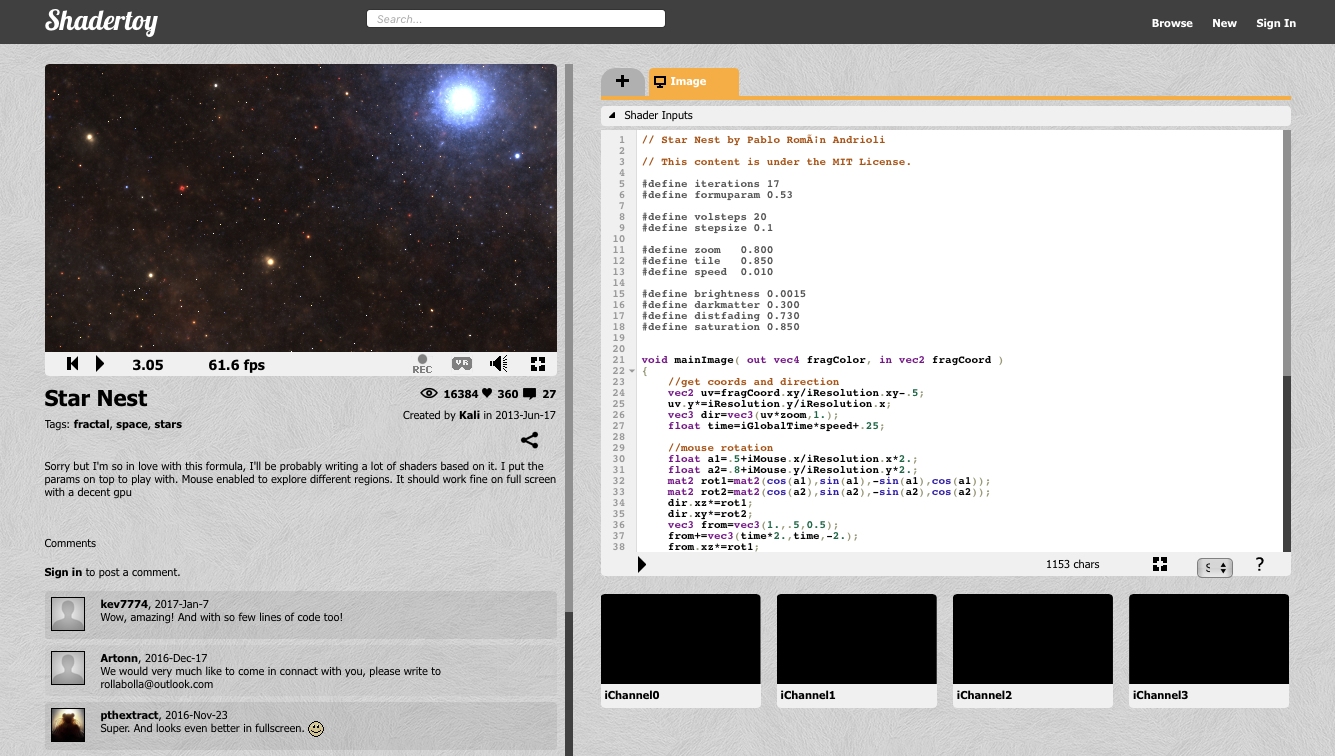 Shadertoy
Search...
Browse New Sign In
3.05 61.6 fps REC VR
Star Nest
16384 360 27
Created by Kali in 2013-Jun-17
Tags: fractal, space, stars
Sorry but I'm so in love with this formula, I'll be probably writing a lot of shaders based on it. I put the
params on top to play with. Mouse enabled to explore different regions. It should work fine on full screen
with a decent gpu
Comments
Sign in to post a comment.
kev7774, 2017-Jan-7
Wow, amazing! And with so few lines of code too!
Artonn, 2016-Dec-17
We would very much like to come in connact with you, please write to
rollabolla@outlook.com
pthextract, 2016-Nov-23
Super. And looks even better in fullscreen.
+ Image
Shader Inputs
1 // Star Nest by Pablo RomÃ¡n Andrioli
2
3 // This content is under the MIT License.
4
5 #define iterations 17
6 #define formuparam 0.53
7
8 #define volsteps 20
9 #define stepsize 0.1
10
11 #define zoom   0.800
12 #define tile   0.850
13 #define speed  0.010
14
15 #define brightness 0.0015
16 #define darkmatter 0.300
17 #define distfading 0.730
18 #define saturation 0.850
19
20
21 void mainImage( out vec4 fragColor, in vec2 fragCoord )
22 {
23     //get coords and direction
24     vec2 uv=fragCoord.xy/iResolution.xy-.5;
25     uv.y*=iResolution.y/iResolution.x;
26     vec3 dir=vec3(uv*zoom,1.);
27     float time=iGlobalTime*speed+.25;
28
29     //mouse rotation
30     float a1=.5+iMouse.x/iResolution.x*2.;
31     float a2=.8+iMouse.y/iResolution.y*2.;
32     mat2 rot1=mat2(cos(a1),sin(a1),-sin(a1),cos(a1));
33     mat2 rot2=mat2(cos(a2),sin(a2),-sin(a2),cos(a2));
34     dir.xz*=rot1;
35     dir.xy*=rot2;
36     vec3 from=vec3(1.,.5,0.5);
37     from+=vec3(time*2.,time,-2.);
38     from.xz*=rot1;
1153 chars S ?
iChannel0 iChannel1 iChannel2 iChannel3